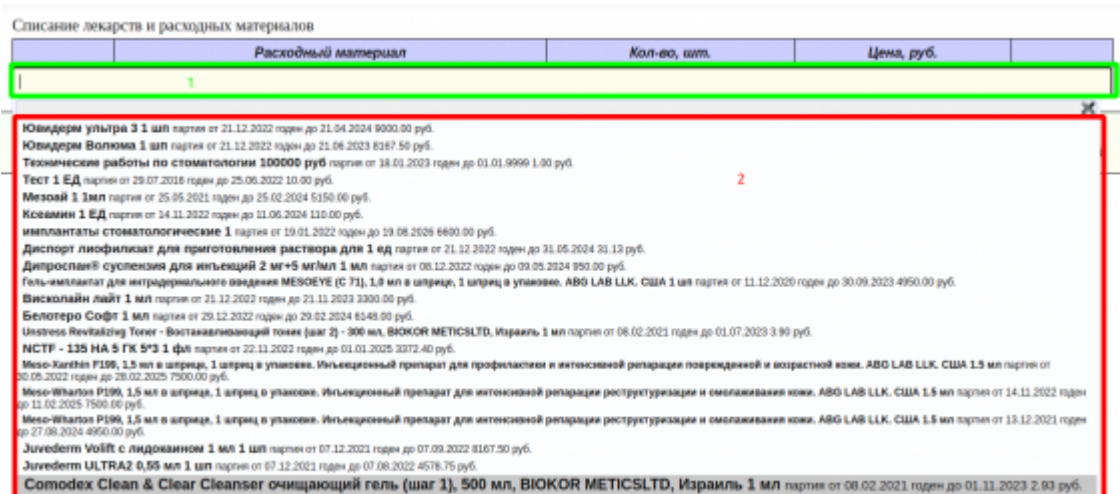 Списание лекарств и расходных материалов
Расходный материал Кол-во, шт. Цена, руб.
1
Ювидерм ультра 3 1 шп партия от 21.12.2022 годен до 21.04.2024 9000.00 руб.
Ювидерм Волюма 1 шп партия от 21.12.2022 годен до 21.06.2023 8167.50 руб.
2
Технические работы по стоматологии 100000 руб партия от 18.01.2023 годен до 01.01.9999 1.00 руб.
Тест 1 ЕД партия от 29.07.2016 годен до 25.06.2022 10.00 руб.
Мезоай 1 1мл партия от 25.05.2021 годен до 25.02.2024 5150.00 руб.
Ксеамин 1 ЕД партия от 14.11.2022 годен до 11.06.2024 110.00 руб.
имплантаты стоматологические 1 партия от 19.01.2022 годен до 19.08.2026 6600.00 руб.
Диспорт лиофилизат для приготовления раствора для 1 ед партия от 21.12.2022 годен до 31.05.2024 31.13 руб.
Дипроспан® суспензия для инъекций 2 мг+5 мг/мл 1 мл партия от 08.12.2022 годен до 09.05.2024 950.00 руб.
Гель-имплантат для интрадермального введения MESOEYE (C 71), 1,0 мл в шприце, 1 шприц в упаковке. ABG LAB LLK. США 1 шп партия от 11.12.2020 годен до 30.09.2023 4950.00 руб.
Висколайн лайт 1 мл партия от 21.12.2022 годен до 21.11.2023 3300.00 руб.
Белотеро Софт 1 мл партия от 29.12.2022 годен до 29.02.2024 6148.00 руб.
Unstress Revitalizing Toner - Востанавливающий тоник (шаг 2) - 300 мл, BIOKOR METICSLTD, Израиль 1 мл партия от 08.02.2021 годен до 01.07.2023 3.90 руб.
NCTF - 135 HA 5 ГК 5*3 1 фл партия от 22.11.2022 годен до 01.01.2025 3372.40 руб.
Meso-Xanthin F199, 1,5 мл в шприце, 1 шприц в упаковке. Инъекционный препарат для профилактики и интенсивной репарации поврежденной и возрастной кожи. ABG LAB LLK. США 1.5 мл партия от
30.05.2022 годен до 28.02.2025 7500.00 руб.
Meso-Wharton P199, 1,5 мл в шприце, 1 шприц в упаковке. Инъекционный препарат для интенсивной репарации реструктуризации и омолаживания кожи. ABG LAB LLK. США 1.5 мл партия от 14.11.2022 годен
до 11.02.2025 7500.00 руб.
Meso-Wharton P199, 1,5 мл в шприце, 1 шприц в упаковке. Инъекционный препарат для интенсивной репарации реструктуризации и омолаживания кожи. ABG LAB LLK. США 1.5 мл партия от 13.12.2021 годен
до 27.08.2024 4950.00 руб.
Juvederm Volift с лидокаином 1 мл 1 шп партия от 07.12.2021 годен до 07.09.2022 8167.50 руб.
Juvederm ULTRA2 0,55 мл 1 шп партия от 07.12.2021 годен до 07.08.2022 4578.75 руб.
Comodex Clean & Clear Cleanser очищающий гель (шаг 1), 500 мл, BIOKOR METICSLTD, Израиль 1 мл партия от 08.02.2021 годен до 01.11.2023 2.93 руб.